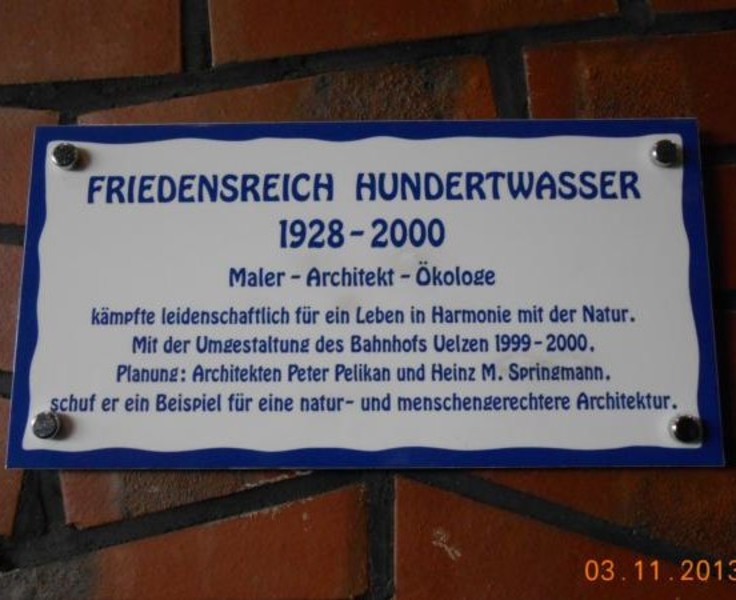 FRIEDENSREICH HUNDERTWASSER
1928 - 2000
Maler - Architekt - Ökologe
kämpfte leidenschaftlich für ein Leben in Harmonie mit der Natur.
Mit der Umgestaltung des Bahnhofs Uelzen 1999 - 2000.
Planung: Architekten Peter Pelikan und Heinz M. Springmann.
schuf er ein Beispiel für eine natur- und menschengerechtere Architektur.
03.11.2013